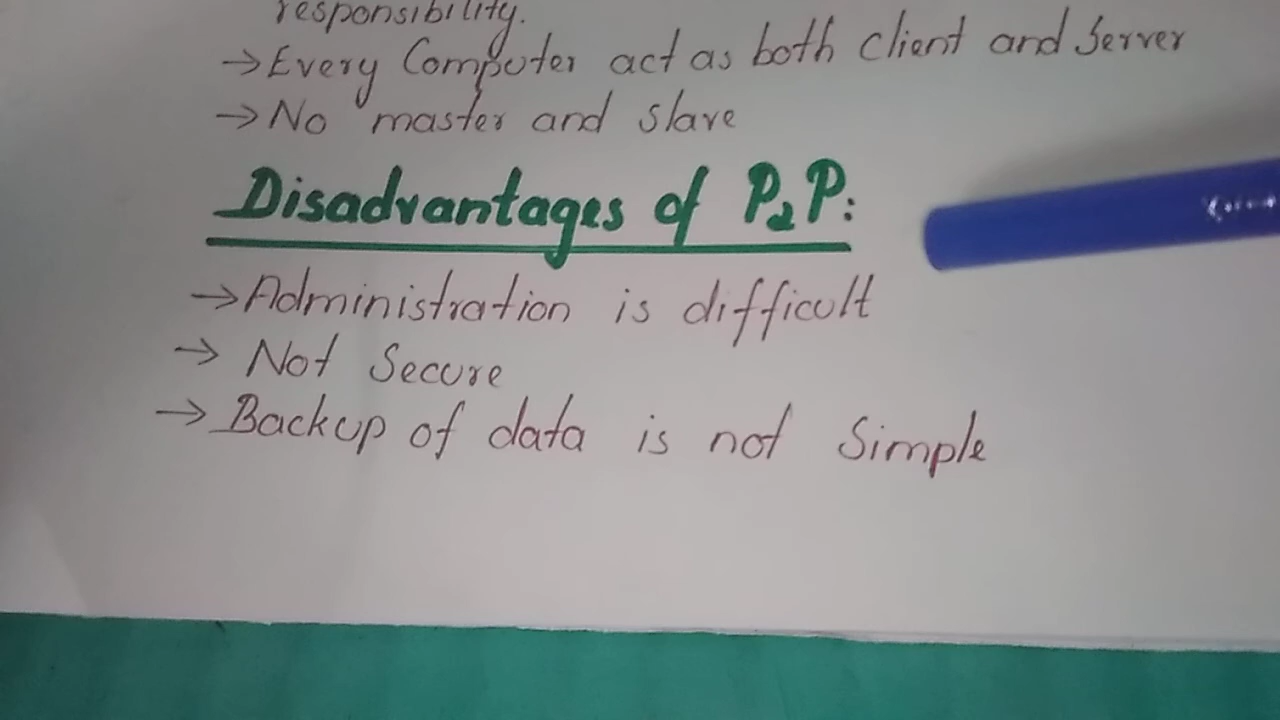 responsibility.
→Every Computer act as both client and Server
→No master and slave
Disadvantages of P2P:
→Administration is difficult
→ Not Secure
→ Backup of data is not Simple